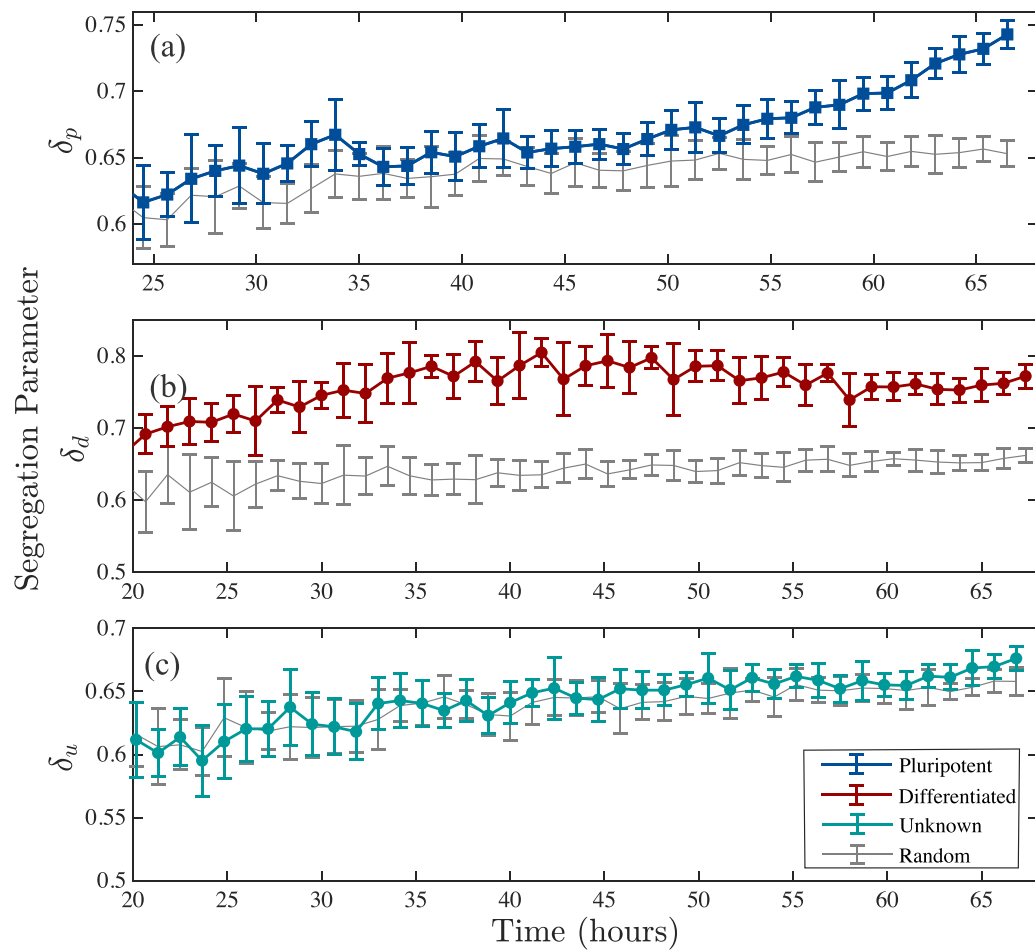 0.75
(a)
0.7
δp
0.65
0.6
25 30 35 40 45 50 55 60 65
Segregation Parameter
0.8
(b)
0.7
δd
0.6
0.5
20 25 30 35 40 45 50 55 60 65
0.7
(c)
0.65
δu
0.6
0.55
0.5
Pluripotent
Differentiated
Unknown
Random
20 25 30 35 40 45 50 55 60 65
Time (hours)